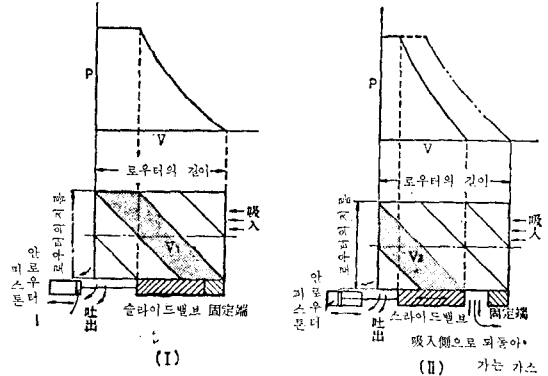 P
V
로우터의 길이
로우터의 지름
吸入
V₁
안로우터
피스톤
吐出
슬라이드밸브 固定端
(I)
P
V
로우터의 길이
로우터의 지름
吸入
V₂
안로우터
피스톤
吐出
스라이드밸브
固定端
吸入側으로 되돌아
가는 가스
(II)